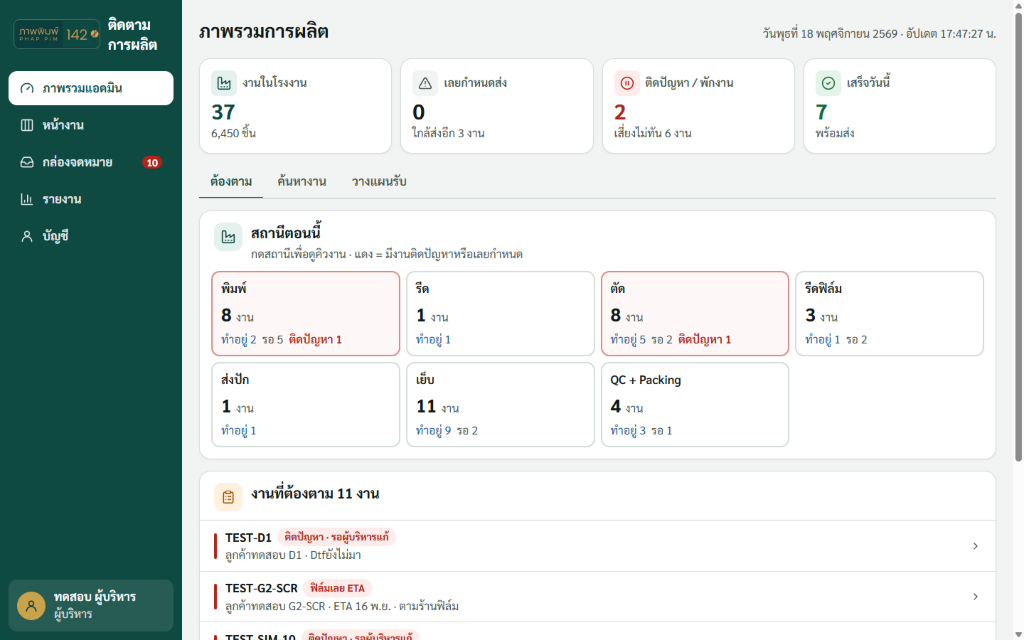 ภาพพิมพ์
PHAP PIM
142
ติดตาม
การผลิต
ภาพรวมแอดมิน
หน้างาน
กล่องจดหมาย 10
รายงาน
บัญชี
ทดสอบ ผู้บริหาร
ผู้บริหาร
ภาพรวมการผลิต
วันพุธที่ 18 พฤศจิกายน 2569 · อัปเดต 17:47:27 น.
งานในโรงงาน
37
6,450 ชิ้น
เลยกำหนดส่ง
0
ใกล้ส่งอีก 3 งาน
ติดปัญหา / พักงาน
2
เสี่ยงไม่ทัน 6 งาน
เสร็จวันนี้
7
พร้อมส่ง
ต้องตาม ค้นหางาน วางแผนรับ
สถานีตอนนี้
กดสถานีเพื่อดูคิวงาน · แดง = มีงานติดปัญหาหรือเลยกำหนด
พิมพ์
8 งาน
ทำอยู่ 2 รอ 5 ติดปัญหา 1
รีด
1 งาน
ทำอยู่ 1
ตัด
8 งาน
ทำอยู่ 5 รอ 2 ติดปัญหา 1
รีดฟิล์ม
3 งาน
ทำอยู่ 1 รอ 2
ส่งปัก
1 งาน
ทำอยู่ 1
เย็บ
11 งาน
ทำอยู่ 9 รอ 2
QC + Packing
4 งาน
ทำอยู่ 3 รอ 1
งานที่ต้องตาม 11 งาน
TEST-D1 ติดปัญหา · รอผู้บริหารแก้
ลูกค้าทดสอบ D1 · Dtfยังไม่มา
TEST-G2-SCR ฟิล์มเลย ETA
ลูกค้าทดสอบ G2-SCR · ETA 16 พ.ย. · ตามร้านฟิล์ม
TEST-SIM-10 ติดปัญหา · รอผู้บริหารแก้